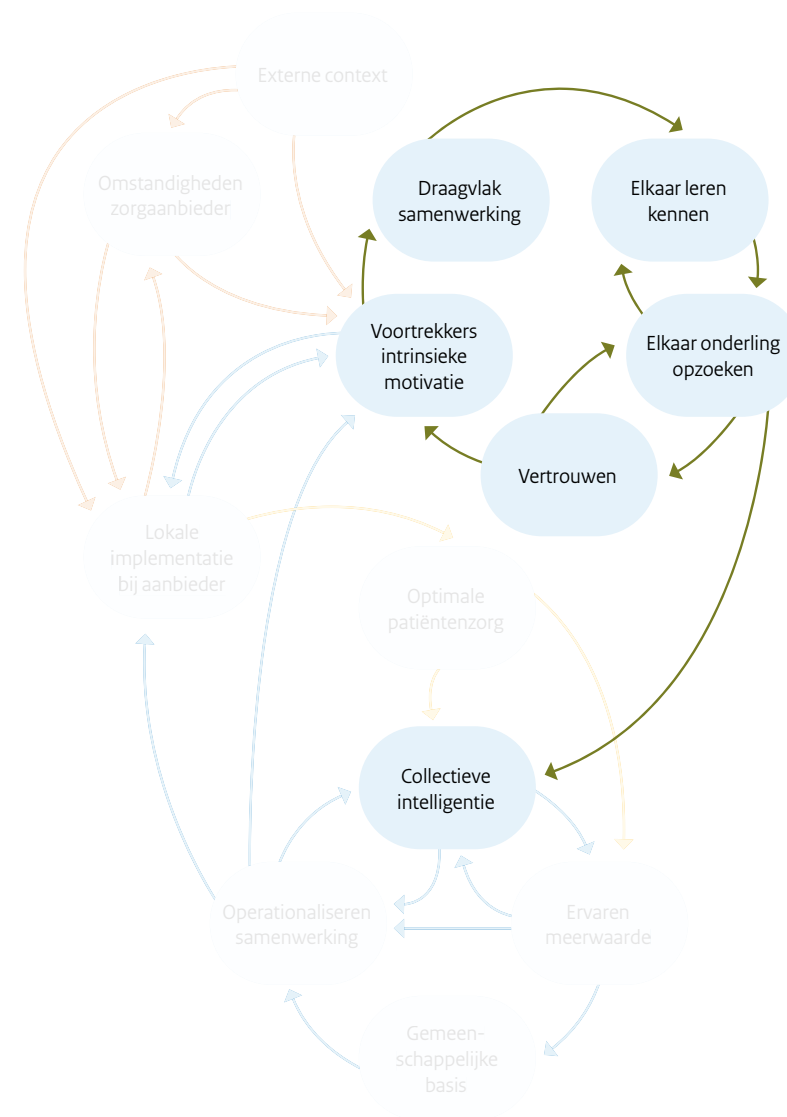 Externe context
Omstandigheden
zorgaanbieder
Draagvlak
samenwerking
Elkaar leren
kennen
Voortrekkers
intrinsieke
motivatie
Elkaar onderling
opzoeken
Vertrouwen
Lokale
implementatie
bij aanbieder
Optimale
patiëntenzorg
Collectieve
intelligentie
Operationaliseren
samenwerking
Ervaren
meerwaarde
Gemeen-
schappelijke
basis